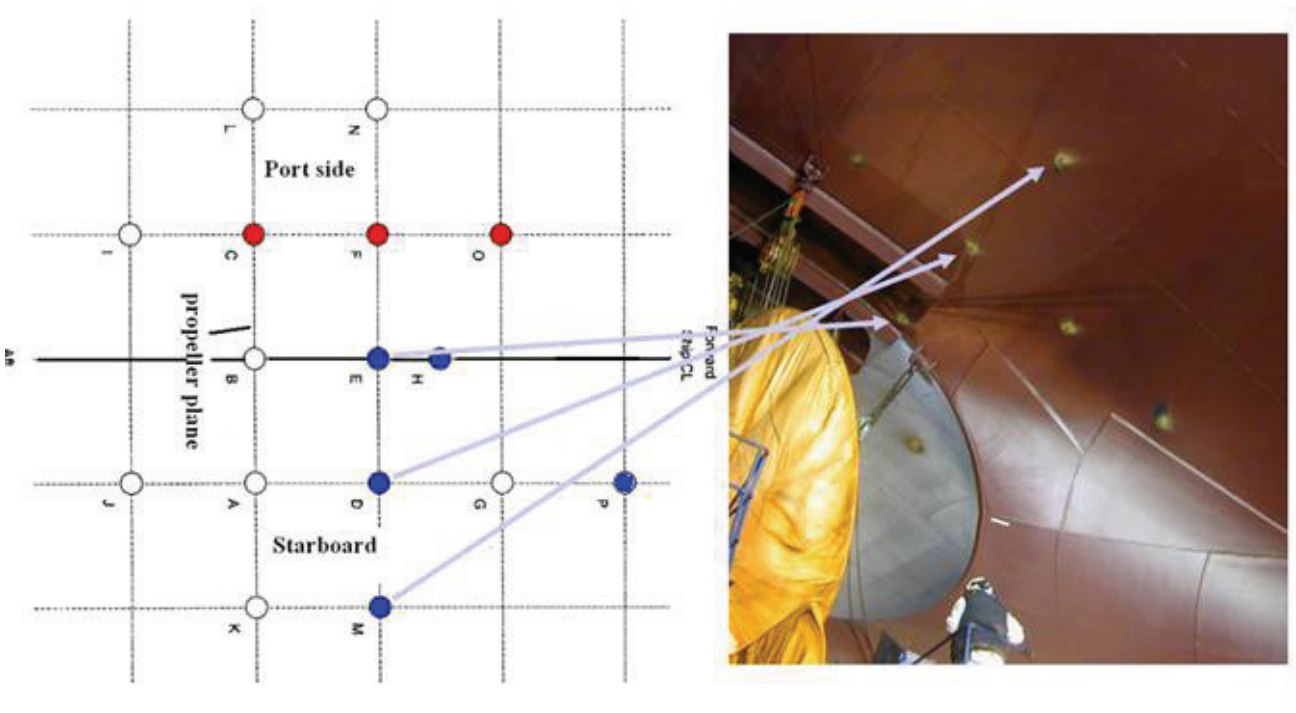 L
N
Port side
I
C
F
O
propeller plane
Forward
Ship CL
B
E
H
J
A
D
G
P
Starboard
K
M